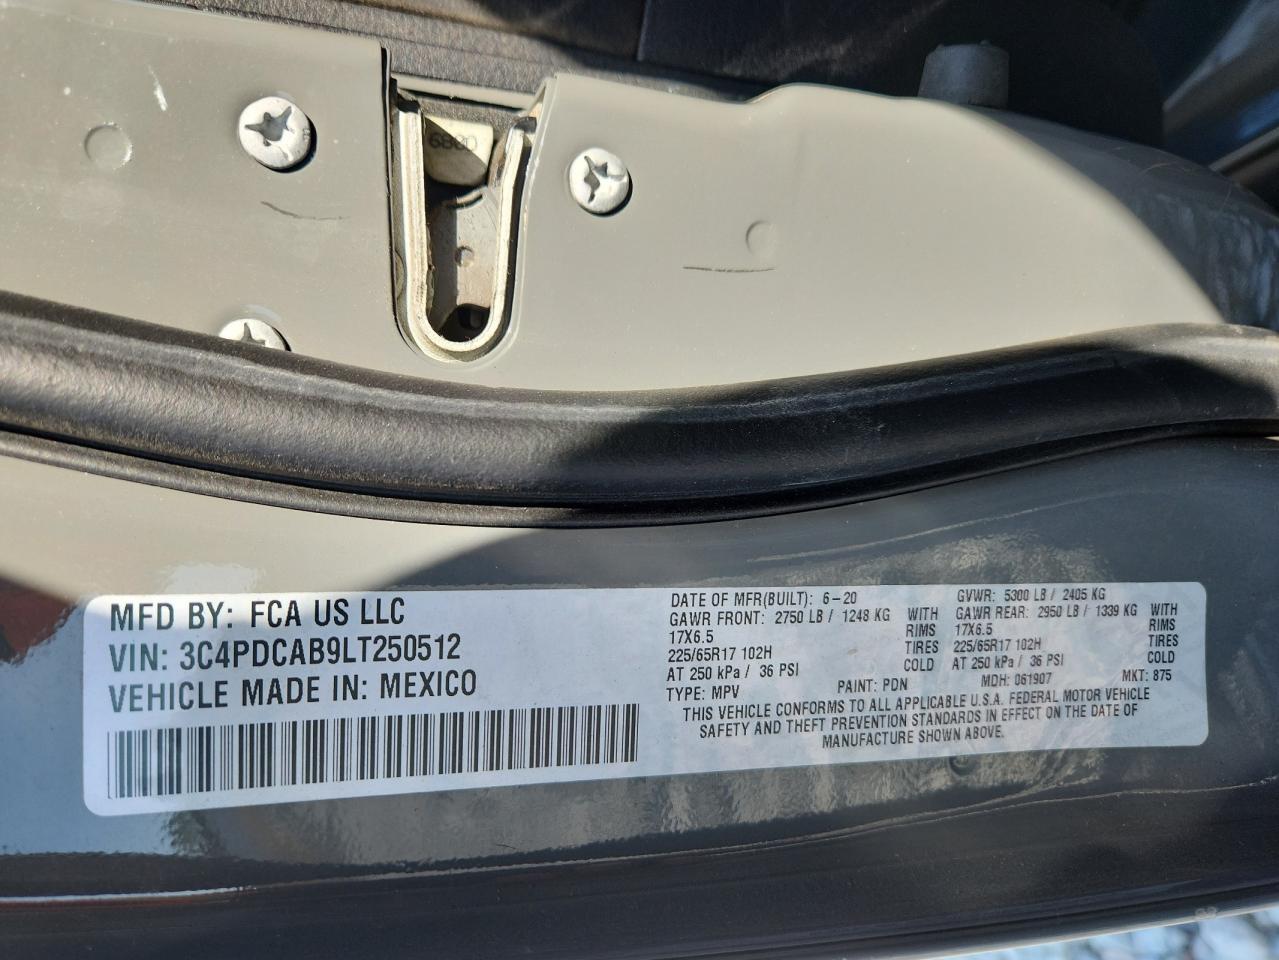 688D
MFD BY: FCA US LLC
VIN: 3C4PDCAB9LT250512
VEHICLE MADE IN: MEXICO
DATE OF MFR(BUILT): 6-20 GVWR: 5300 LB / 2405 KG
GAWR FRONT: 2750 LB / 1248 KG WITH GAWR REAR: 2950 LB / 1339 KG WITH
17X6.5 RIMS 17X6.5 RIMS
225/65R17 102H TIRES 225/65R17 102H TIRES
AT 250 kPa / 36 PSI COLD AT 250 kPa / 36 PSI COLD
TYPE: MPV PAINT: PDN MDH: 061907 MKT: 875
THIS VEHICLE CONFORMS TO ALL APPLICABLE U.S.A. FEDERAL MOTOR VEHICLE
SAFETY AND THEFT PREVENTION STANDARDS IN EFFECT ON THE DATE OF
MANUFACTURE SHOWN ABOVE.